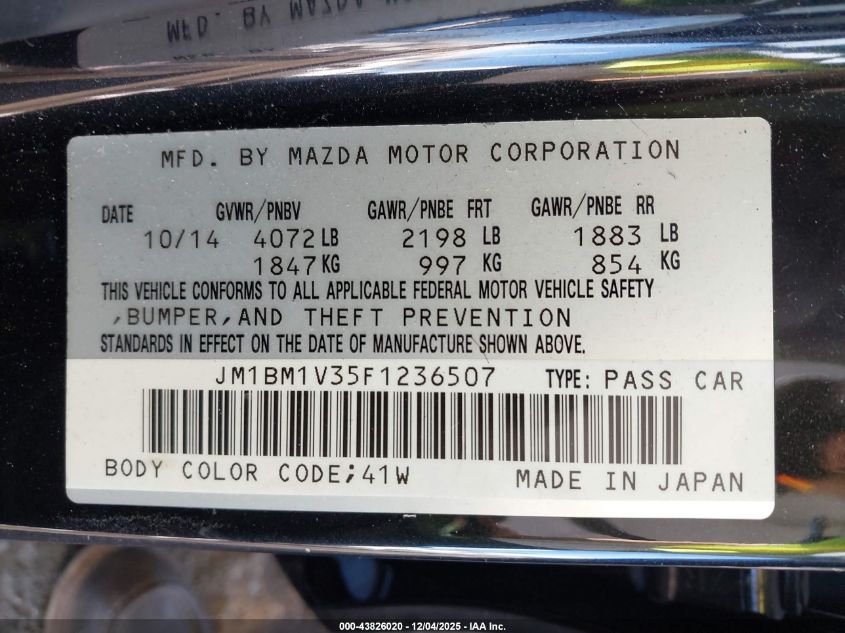 MFD. BY MAZDA MOTOR CORPORATION
DATE GVWR/PNBV GAWR/PNBE FRT GAWR/PNBE RR
10/14 4072 LB 2198 LB 1883 LB
1847 KG 997 KG 854 KG
THIS VEHICLE CONFORMS TO ALL APPLICABLE FEDERAL MOTOR VEHICLE SAFETY
,BUMPER,AND THEFT PREVENTION
STANDARDS IN EFFECT ON THE DATE OF MANUFACTURE SHOWN ABOVE.
JM1BM1V35F1236507 TYPE: PASS CAR
BODY COLOR CODE;41W MADE IN JAPAN
000-43826020 - 12/04/2025 - IAA Inc.